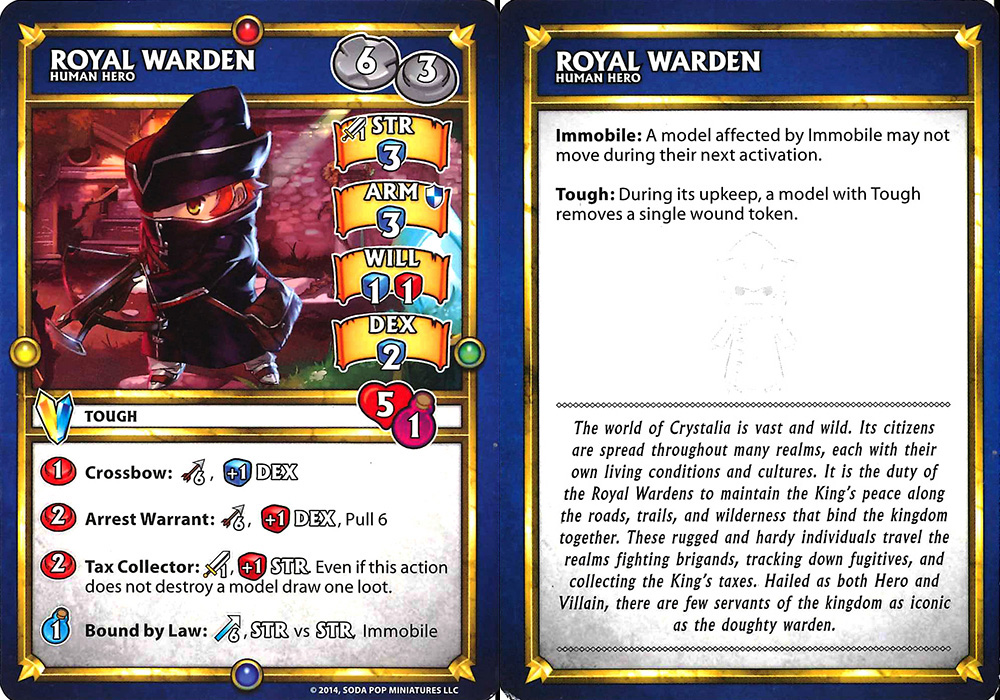 ROYAL WARDEN
HUMAN HERO
6
3
STR
3
ARM
3
WILL
1 1
DEX
2
TOUGH
5
1
1 Crossbow: 6, +1 DEX
2 Arrest Warrant: 6, +1 DEX, Pull 6
2 Tax Collector: , +1 STR. Even if this action
does not destroy a model draw one loot.
1 Bound by Law: 6, STR vs STR, Immobile
© 2014, SODA POP MINIATURES LLC
ROYAL WARDEN
HUMAN HERO
Immobile: A model affected by Immobile may not
move during their next activation.
Tough: During its upkeep, a model with Tough
removes a single wound token.
The world of Crystalia is vast and wild. Its citizens
are spread throughout many realms, each with their
own living conditions and cultures. It is the duty of
the Royal Wardens to maintain the King's peace along
the roads, trails, and wilderness that bind the kingdom
together. These rugged and hardy individuals travel the
realms fighting brigands, tracking down fugitives, and
collecting the King's taxes. Hailed as both Hero and
Villain, there are few servants of the kingdom as iconic
as the doughty warden.